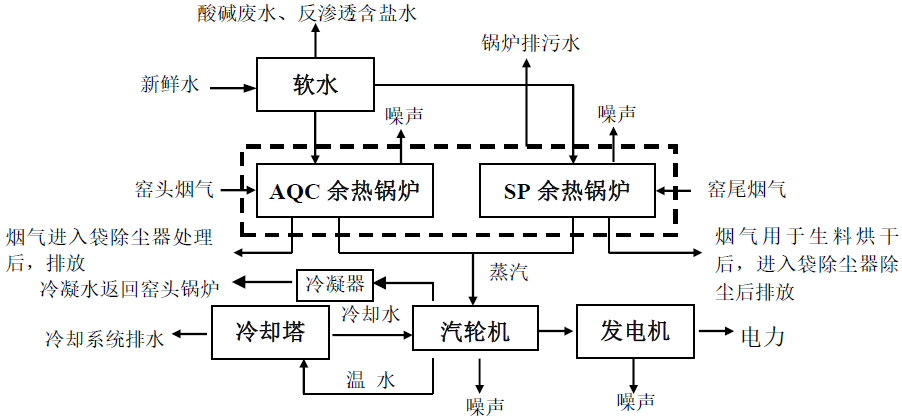 酸碱废水、反渗透含盐水
锅炉排污水
新鲜水
软水
噪声
噪声
窑头烟气
AQC 余热锅炉
SP 余热锅炉
窑尾烟气
烟气进入袋除尘器处理
后，排放
烟气用于生料烘干
后，进入袋除尘器除
尘后排放
蒸汽
冷凝水返回窑头锅炉
冷凝器
冷却水
冷却系统排水
冷却塔
汽轮机
发电机
电力
温 水
噪声
噪声